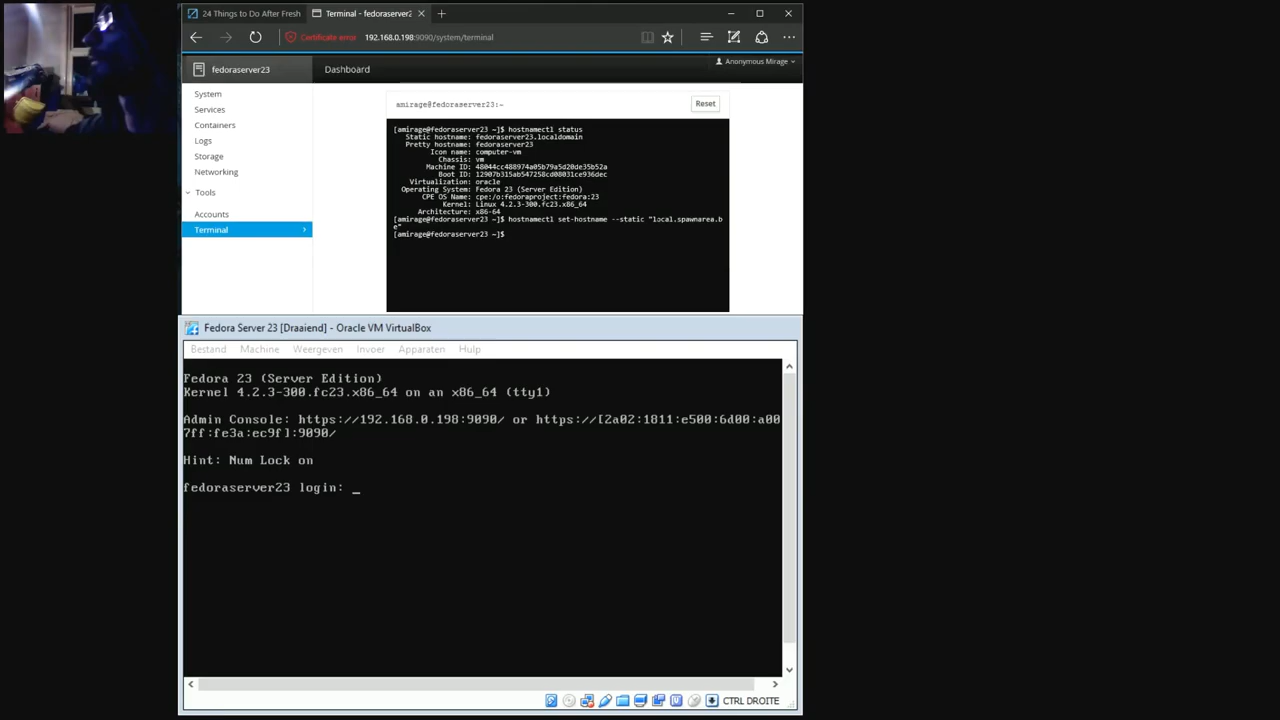 24 Things to Do After Fresh
Terminal - fedoraserver2
Certificate error
192.168.0.198:9090/system/terminal
fedoraserver23
Dashboard
Anonymous Mirage
System
Services
Containers
Logs
Storage
Networking
Tools
Accounts
Terminal
amirage@fedoraserver23:~
Reset
[amirage@fedoraserver23 ~]$ hostnamectl status
Static hostname: fedoraserver23.localdomain
Pretty hostname: fedoraserver23
Icon name: computer-vm
Chassis: vm
Machine ID: 48044cc488974a05b79a5d20de35b52a
Boot ID: 12907b315ab547258cd08031ce936dec
Virtualization: oracle
Operating System: Fedora 23 (Server Edition)
CPE OS Name: cpe:/o:fedoraproject:fedora:23
Kernel: Linux 4.2.3-300.fc23.x86_64
Architecture: x86-64
[amirage@fedoraserver23 ~]$ hostnamectl set-hostname --static "local.spawnarea.b
e"
[amirage@fedoraserver23 ~]$
Fedora Server 23 [Draaiend] - Oracle VM VirtualBox
Bestand Machine Weergeven Invoer Apparaten Hulp
Fedora 23 (Server Edition)
Kernel 4.2.3-300.fc23.x86_64 on an x86_64 (tty1)
Admin Console: https://192.168.0.198:9090/ or https://[2a02:1811:e500:6d00:a00
7ff:fe3a:ec9f]:9090/
Hint: Num Lock on
fedoraserver23 login: _
CTRL DROITE